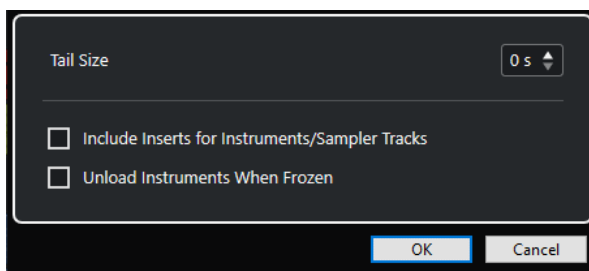 Tail Size
0 s
Include Inserts for Instruments/Sampler Tracks
Unload Instruments When Frozen
OK Cancel